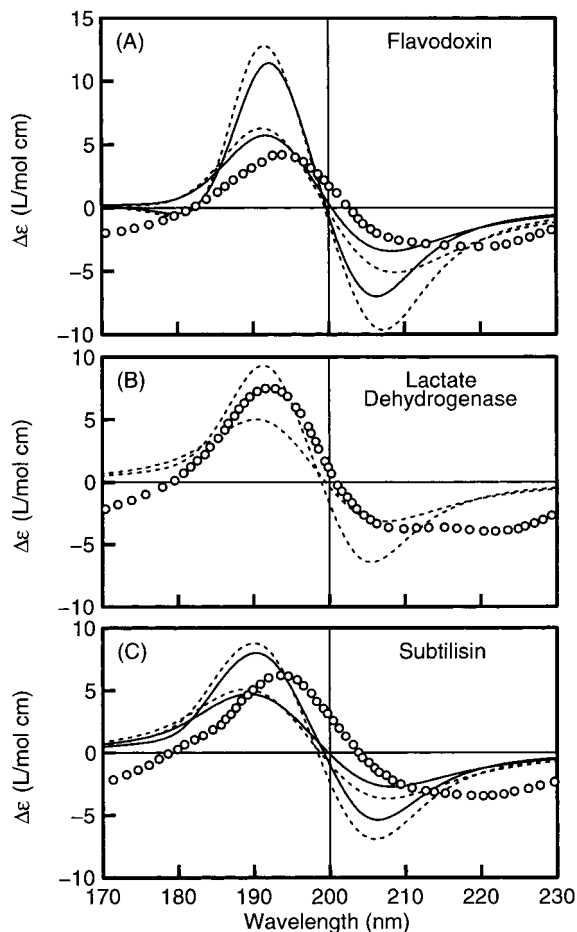 (A)
Flavodoxin
15
10
5
0
−5
−10
Δε (L/mol cm)
(B)
Lactate
Dehydrogenase
10
5
0
−5
−10
Δε (L/mol cm)
(C)
Subtilisin
10
5
0
−5
−10
Δε (L/mol cm)
170 180 190 200 210 220 230
Wavelength (nm)